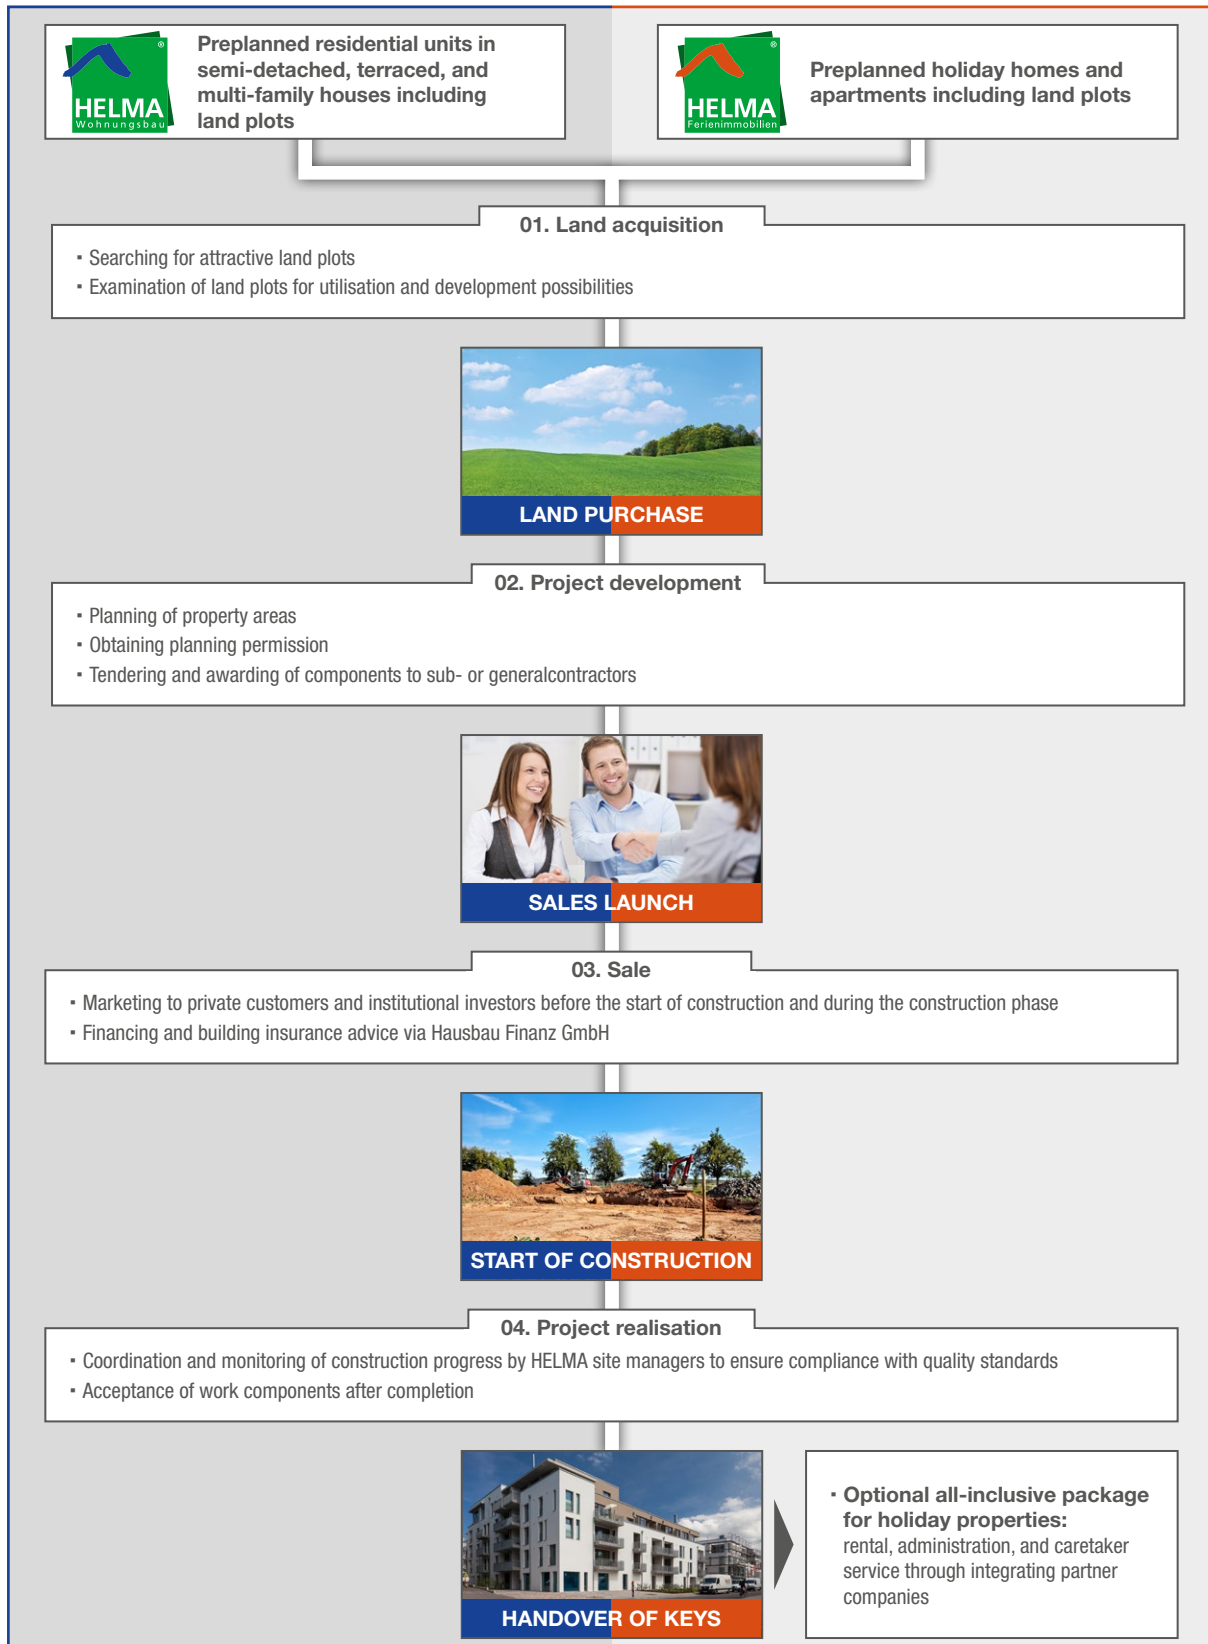 HELMA
Wohnungsbau
®
Preplanned residential units in
semi-detached, terraced, and
multi-family houses including
land plots
HELMA
Ferienimmobilien
®
Preplanned holiday homes and
apartments including land plots
01. Land acquisition
▪ Searching for attractive land plots
▪ Examination of land plots for utilisation and development possibilities
LAND PURCHASE
02. Project development
▪ Planning of property areas
▪ Obtaining planning permission
▪ Tendering and awarding of components to sub- or generalcontractors
SALES LAUNCH
03. Sale
▪ Marketing to private customers and institutional investors before the start of construction and during the construction phase
▪ Financing and building insurance advice via Hausbau Finanz GmbH
START OF CONSTRUCTION
04. Project realisation
▪ Coordination and monitoring of construction progress by HELMA site managers to ensure compliance with quality standards
▪ Acceptance of work components after completion
HANDOVER OF KEYS
▪ Optional all-inclusive package
for holiday properties:
rental, administration, and caretaker
service through integrating partner
companies